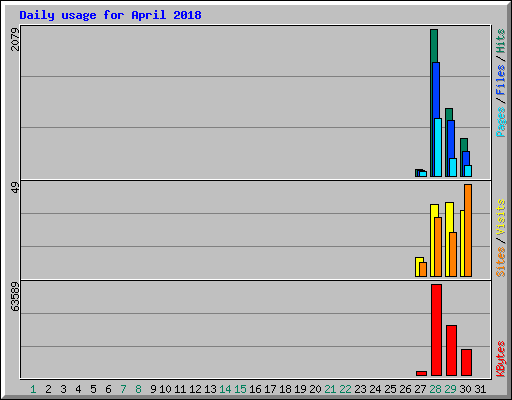 Daily usage for April 2018
2079
Pages / Files / Hits
49
Sites / Visits
63589
KBytes
1 2 3 4 5 6 7 8 9 10 11 12 13 14 15 16 17 18 19 20 21 22 23 24 25 26 27 28 29 30 31